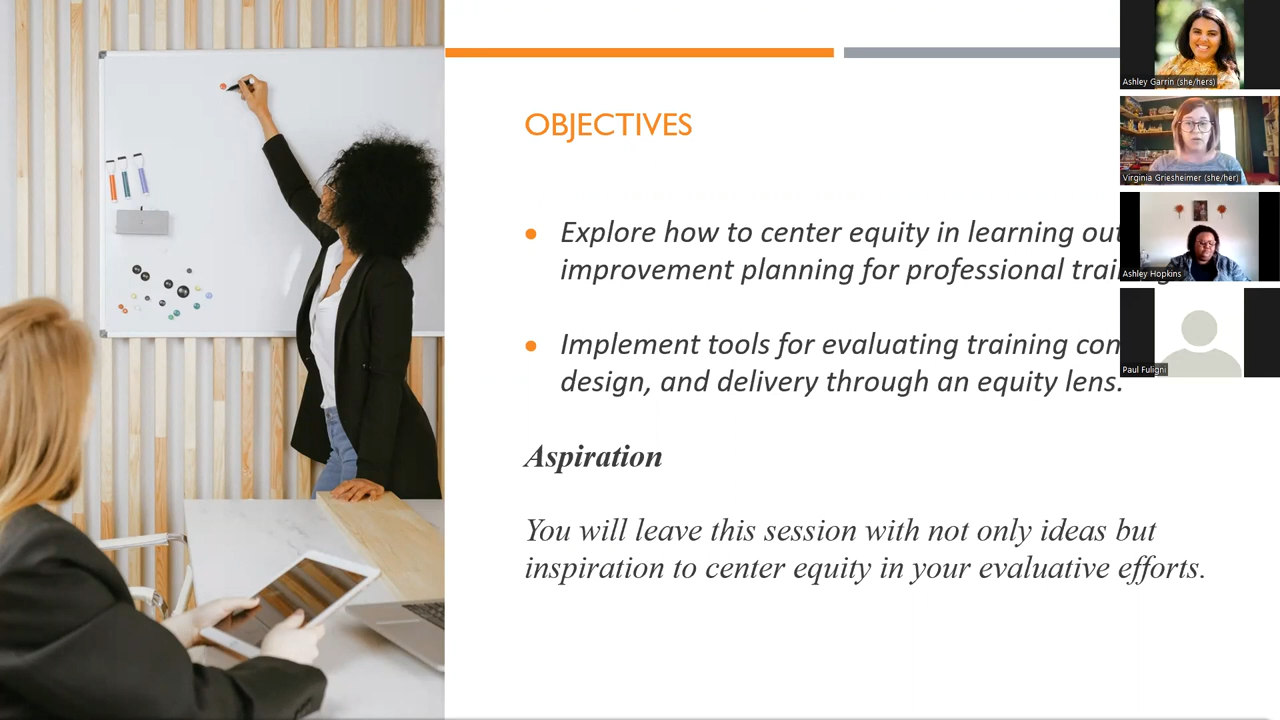 OBJECTIVES
Explore how to center equity in learning
improvement planning for professional
Implement tools for evaluating training
design, and delivery through an equity lens.
Aspiration
You will leave this session with not only ideas but
inspiration to center equity in your evaluative efforts.
Ashley Garrin (she/hers)
Virginia Griesheimer (she/her)
Ashley Hopkins
Paul Fuligni